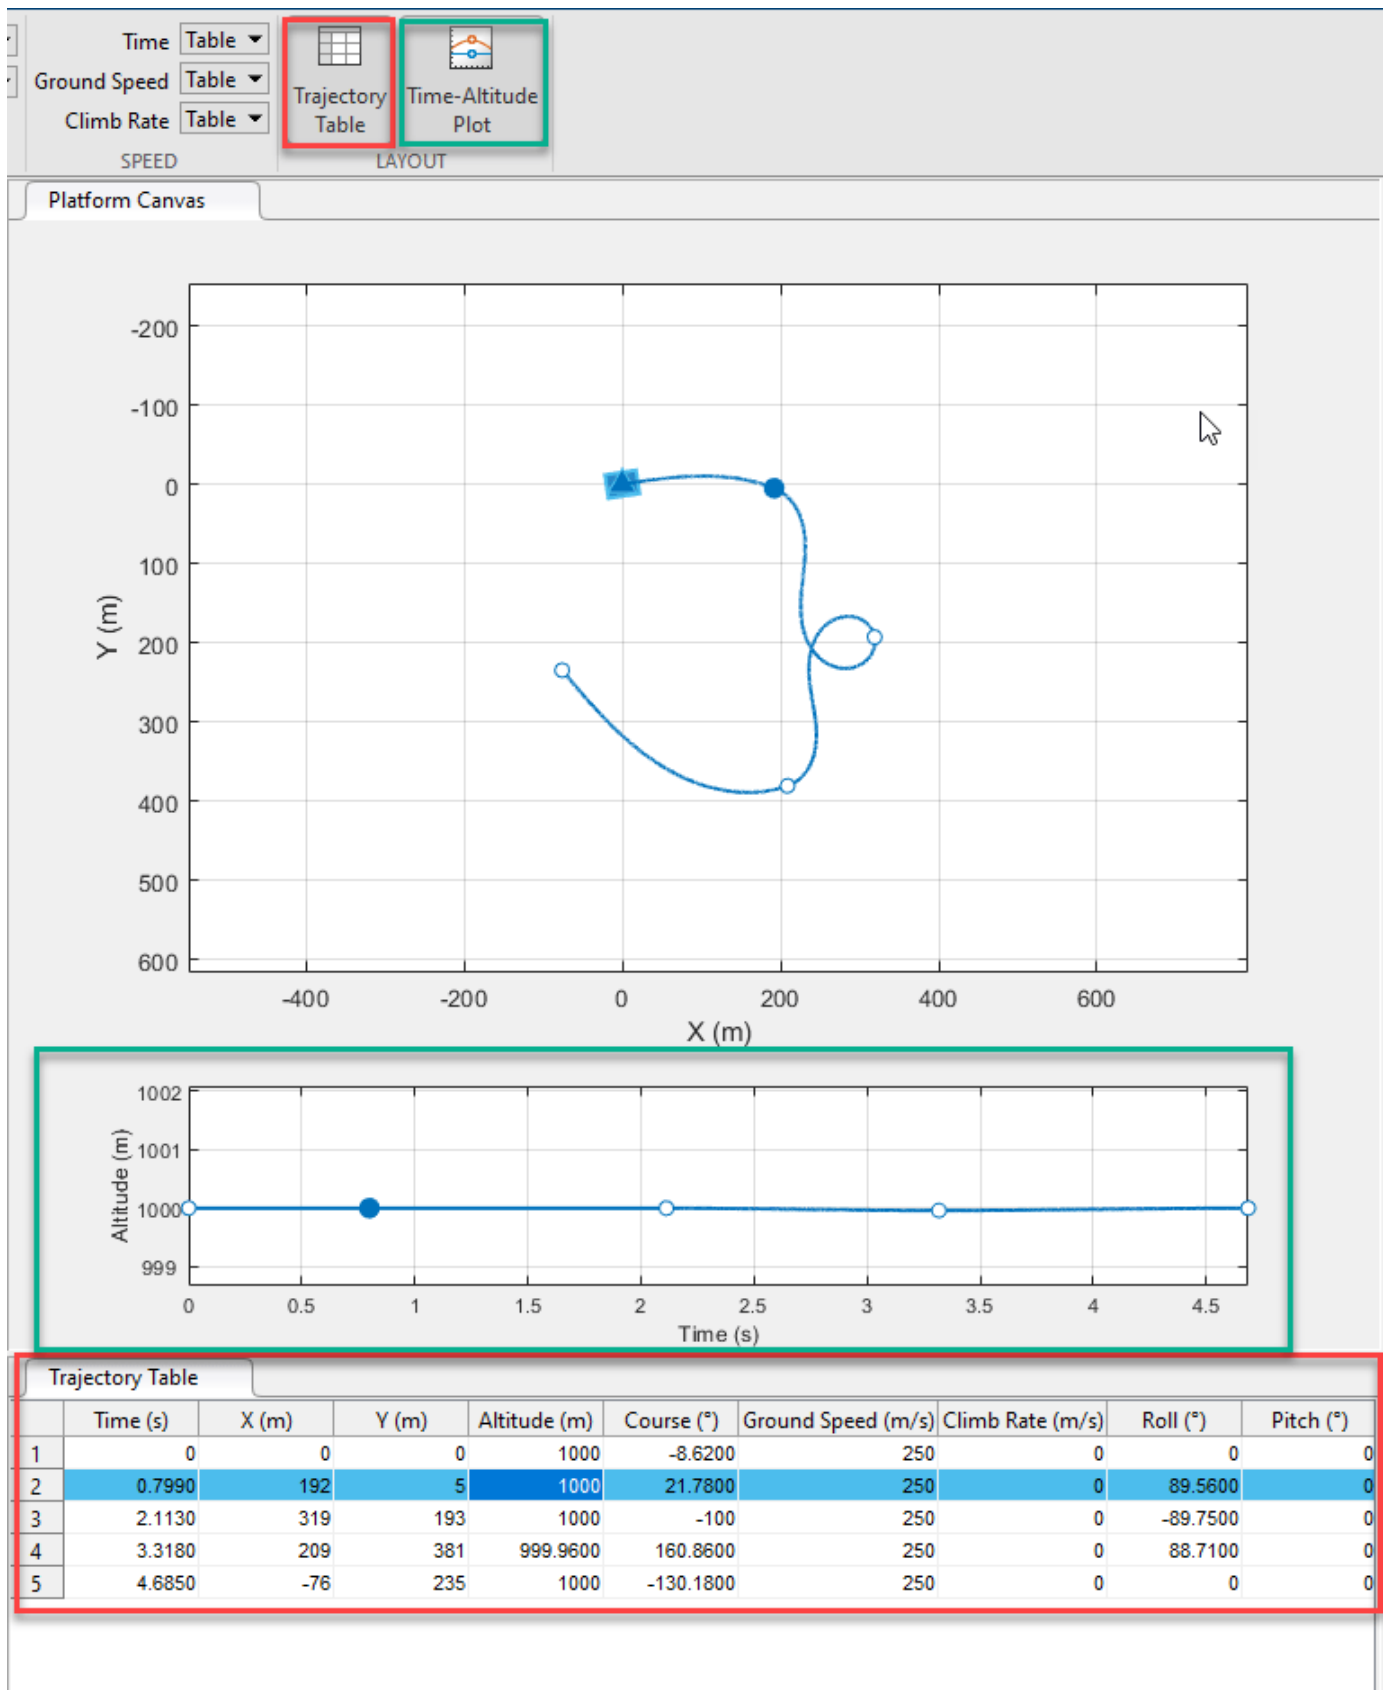 Time Table
Ground Speed Table
Climb Rate Table
SPEED
Trajectory
Table
Time-Altitude
Plot
LAYOUT
Platform Canvas
-200
-100
0
100
200
300
400
500
600
Y (m)
-400 -200 0 200 400 600
X (m)
1002
1001
1000
999
Altitude (m)
0 0.5 1 1.5 2 2.5 3 3.5 4 4.5
Time (s)
Trajectory Table
Time (s) X (m) Y (m) Altitude (m) Course (°) Ground Speed (m/s) Climb Rate (m/s) Roll (°) Pitch (°)
1 0 0 0 1000 -8.6200 250 0 0 0
2 0.7990 192 5 1000 21.7800 250 0 89.5600 0
3 2.1130 319 193 1000 -100 250 0 -89.7500 0
4 3.3180 209 381 999.9600 160.8600 250 0 88.7100 0
5 4.6850 -76 235 1000 -130.1800 250 0 0 0